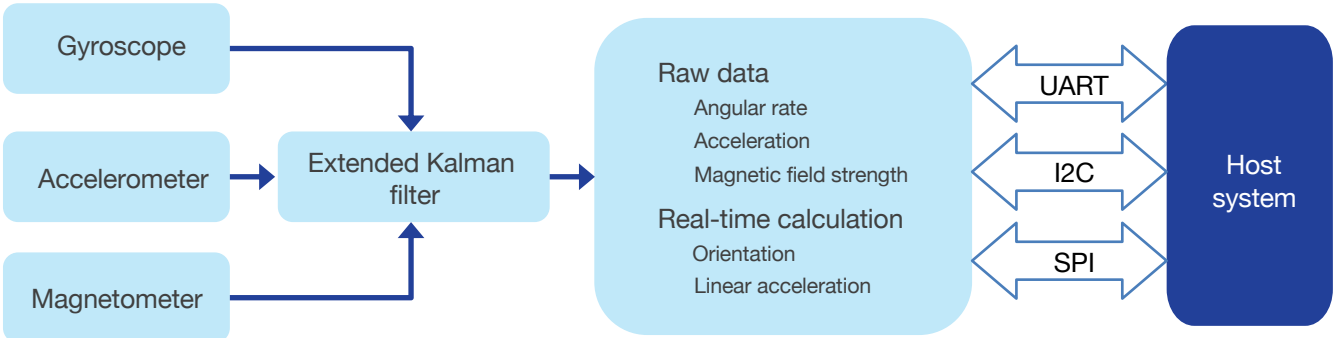 Gyroscope
Accelerometer
Magnetometer
Extended Kalman
filter
Raw data
Angular rate
Acceleration
Magnetic field strength
Real-time calculation
Orientation
Linear acceleration
UART
I2C
SPI
Host
system